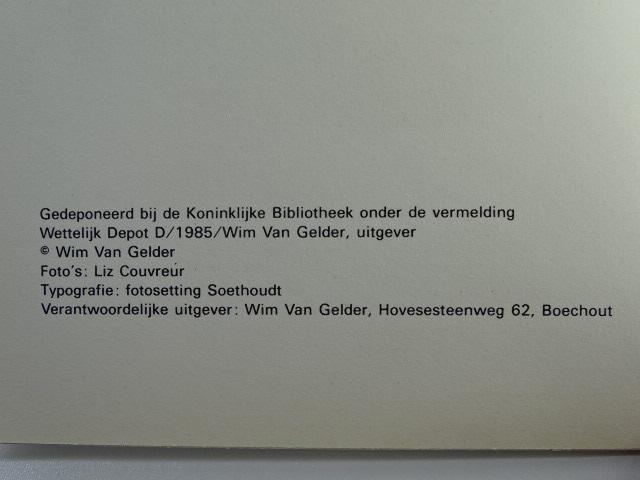 Gedeponeerd bij de Koninklijke Bibliotheek onder de vermelding
Wettelijk Depot D/1985/Wim Van Gelder, uitgever
© Wim Van Gelder
Foto's: Liz Couvreur
Typografie: fotosetting Soethoudt
Verantwoordelijke uitgever: Wim Van Gelder, Hovesesteenweg 62, Boechout